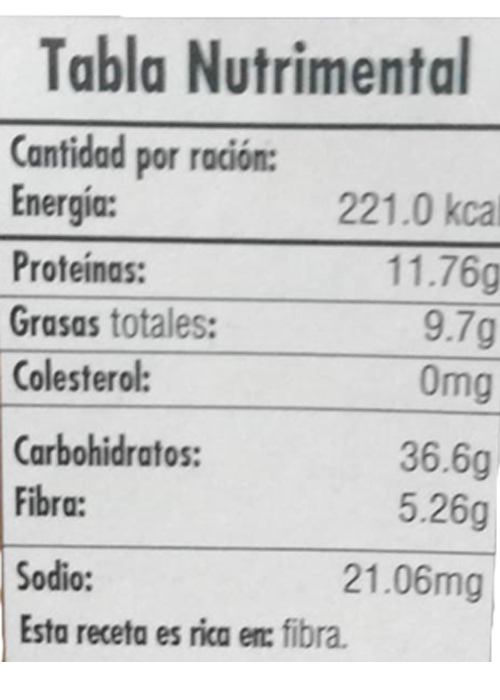 Tabla Nutrimental
Cantidad por ración:
Energía: 221.0 kcal
Proteínas: 11.76g
Grasas totales: 9.7g
Colesterol: 0mg
Carbohidratos: 36.6g
Fibra: 5.26g
Sodio: 21.06mg
Esta receta es rica en: fibra.